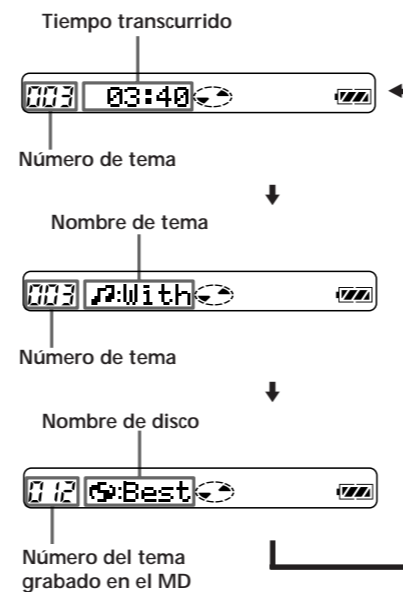 Tiempo transcurrido
003 03:40
Número de tema
Nombre de tema
003 ♫:With
Número de tema
Nombre de disco
012 :Best
Número del tema
grabado en el MD